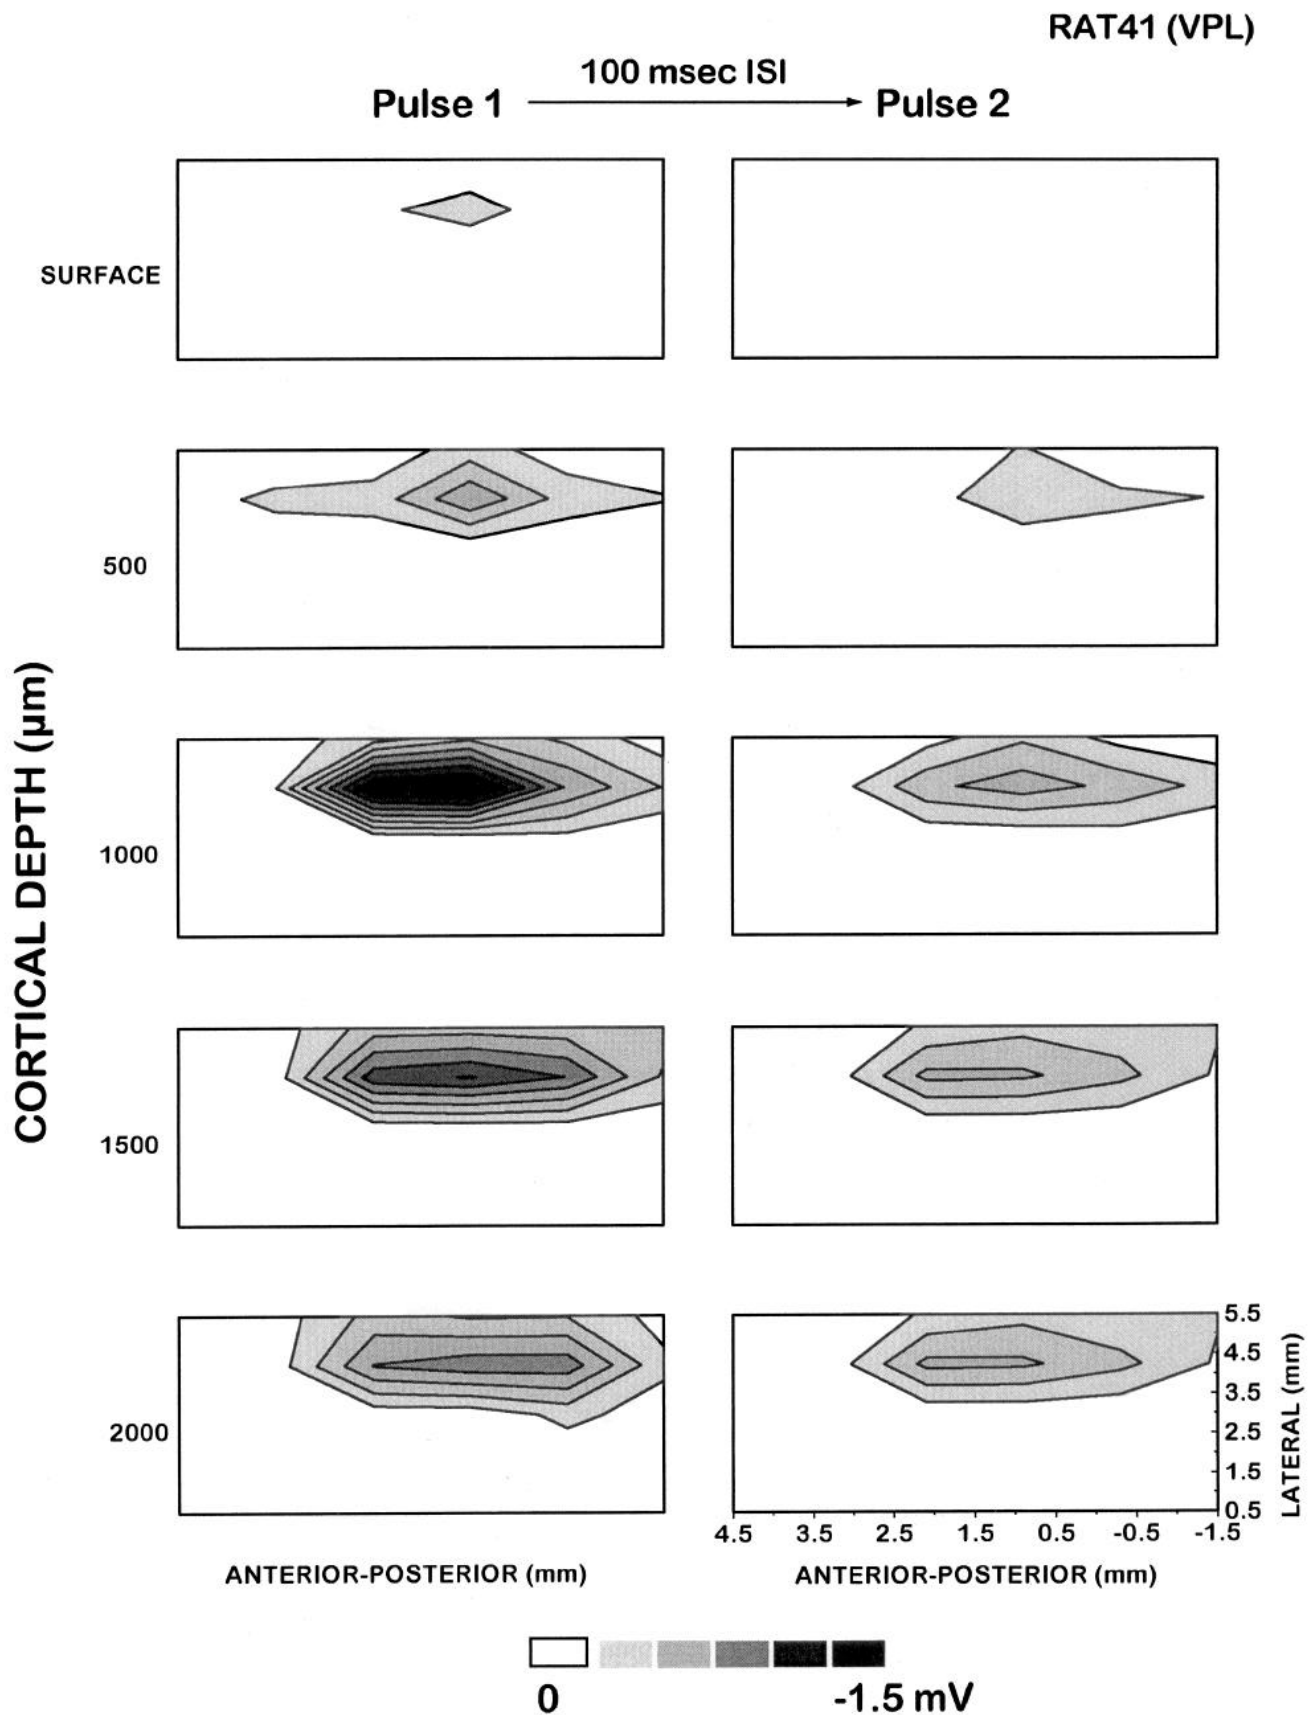 RAT41 (VPL)
100 msec ISI
Pulse 1
Pulse 2
SURFACE
500
1000
1500
2000
CORTICAL DEPTH (µm)
5.5
4.5
3.5
2.5
1.5
0.5
LATERAL (mm)
4.5 3.5 2.5 1.5 0.5 -0.5 -1.5
ANTERIOR-POSTERIOR (mm)
ANTERIOR-POSTERIOR (mm)
0
-1.5 mV